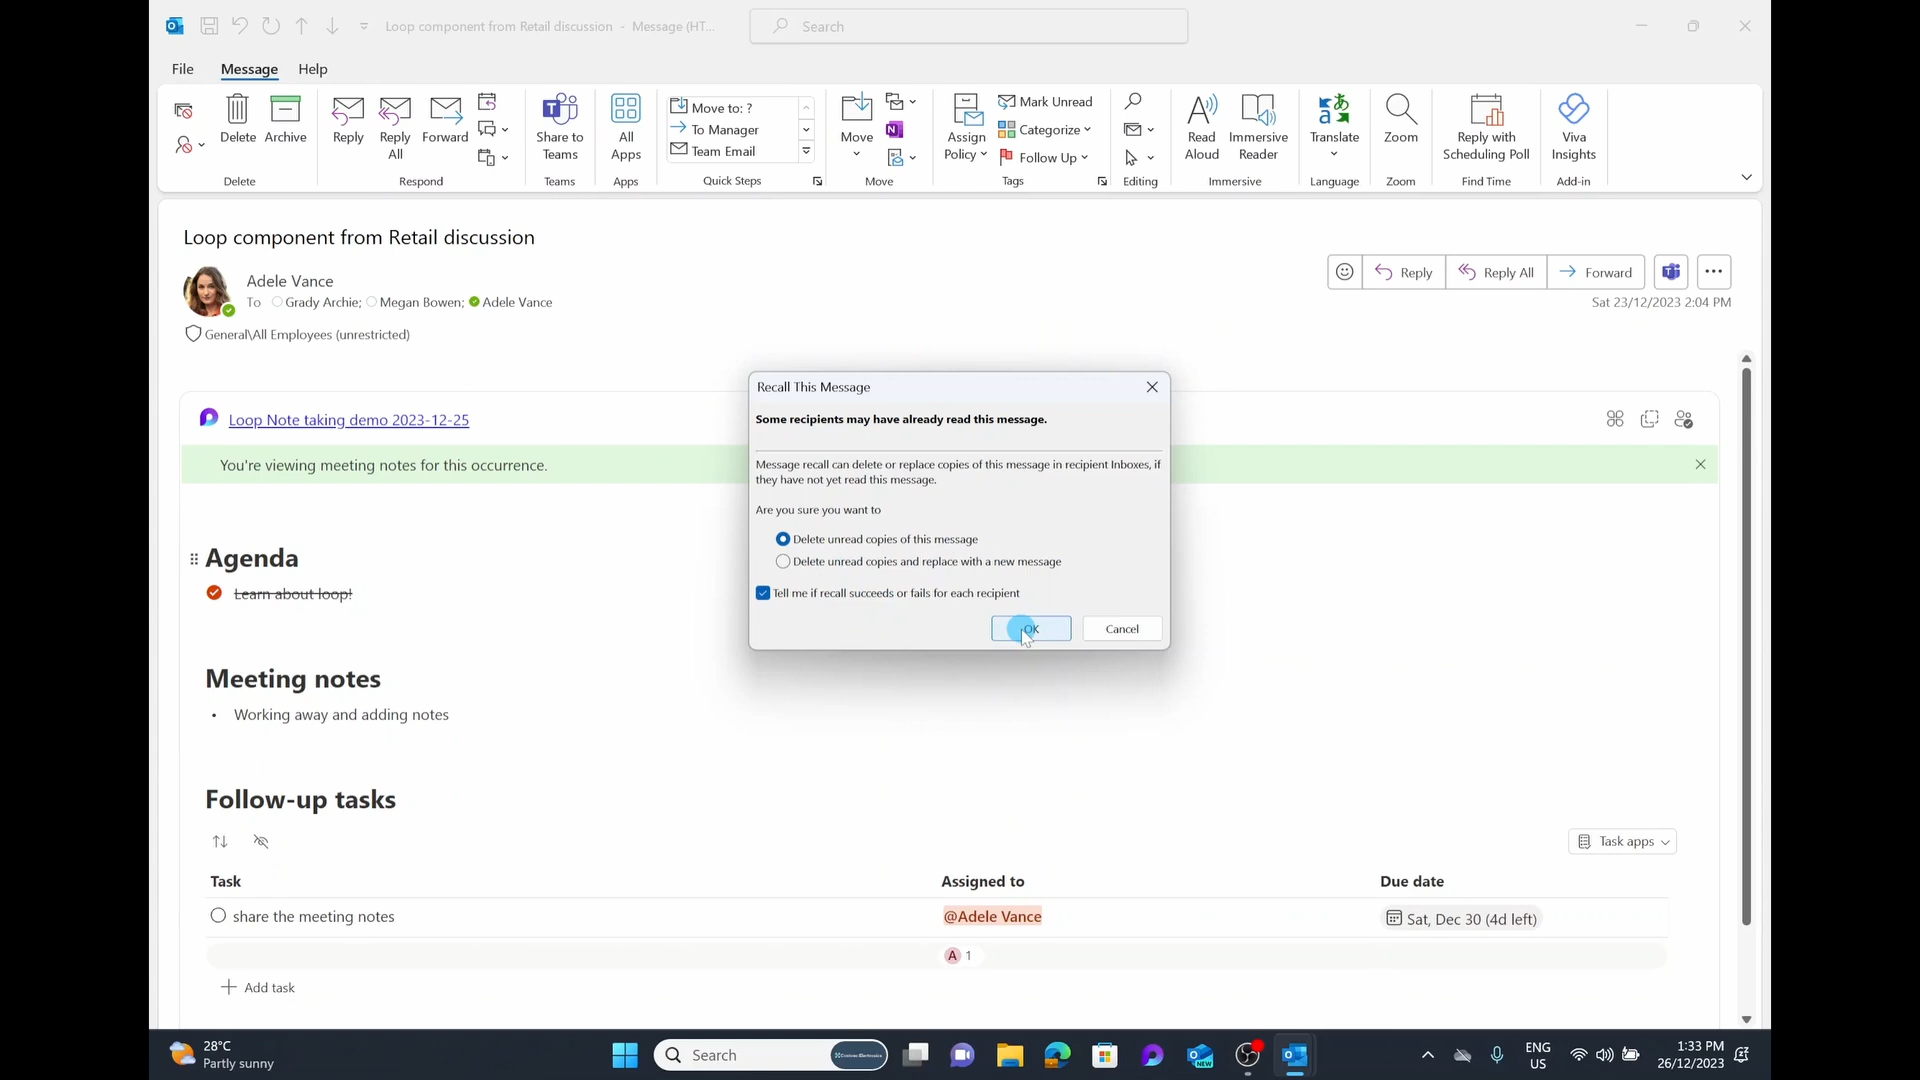 Loop component from Retail discussion - Message (HT...
Search
File
Message
Help
Delete
Archive
Delete
Reply
Reply
All
Forward
Respond
Share to
Teams
Teams
All
Apps
Apps
Move to: ?
To Manager
Team Email
Quick Steps
Move
Move
Assign
Policy
Mark Unread
Categorize
Follow Up
Tags
Editing
Read
Aloud
Immersive
Reader
Immersive
Translate
Language
Zoom
Zoom
Reply with
Scheduling Poll
Find Time
Viva
Insights
Add-in
Loop component from Retail discussion
Adele Vance
To Grady Archie; Megan Bowen; Adele Vance
General\All Employees (unrestricted)
Reply
Reply All
Forward
Sat 23/12/2023 2:04 PM
Loop Note taking demo 2023-12-25
You're viewing meeting notes for this occurrence.
Recall This Message
Some recipients may have already read this message.
Message recall can delete or replace copies of this message in recipient Inboxes, if
they have not yet read this message.
Are you sure you want to
Delete unread copies of this message
Delete unread copies and replace with a new message
Tell me if recall succeeds or fails for each recipient
OK
Cancel
Agenda
Learn about loop!
Meeting notes
• Working away and adding notes
Follow-up tasks
Task apps
Task
Assigned to
Due date
share the meeting notes
@Adele Vance
Sat, Dec 30 (4d left)
A 1
Add task
28°C
Partly sunny
Search
NEW
ENG
US
1:33 PM
26/12/2023